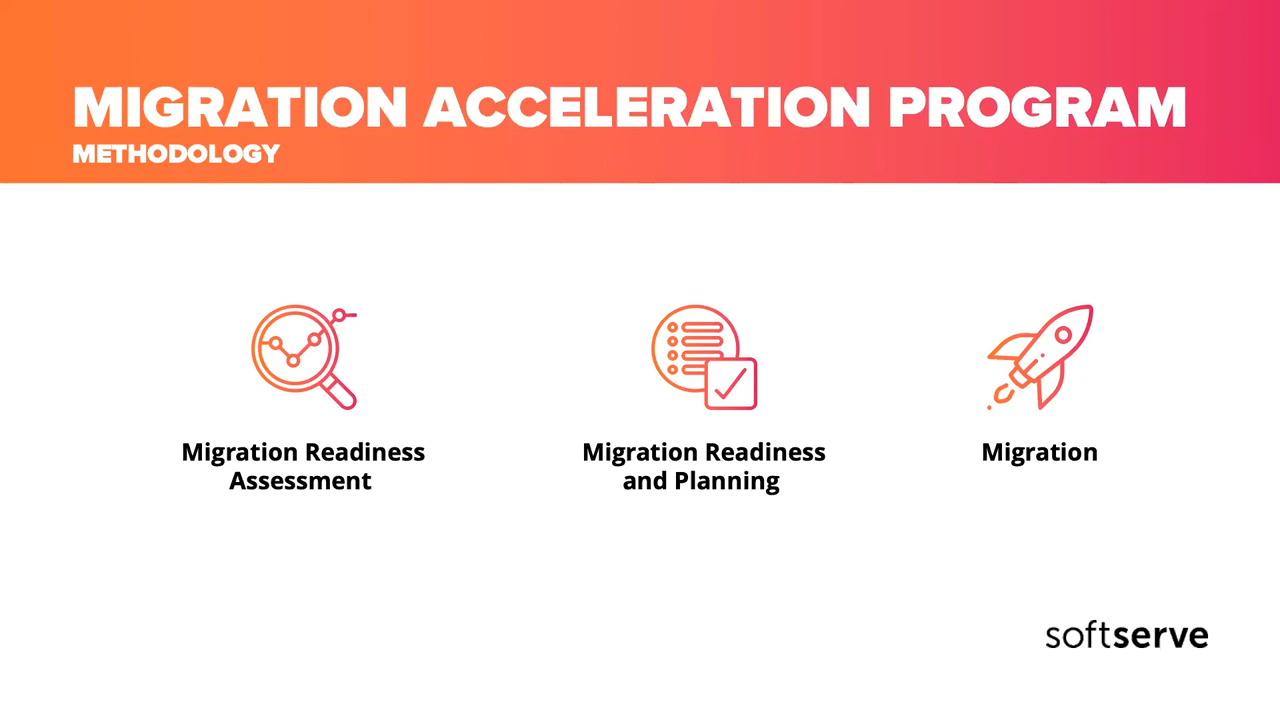 MIGRATION ACCELERATION PROGRAM
METHODOLOGY
Migration Readiness
Assessment
Migration Readiness
and Planning
Migration
softserve